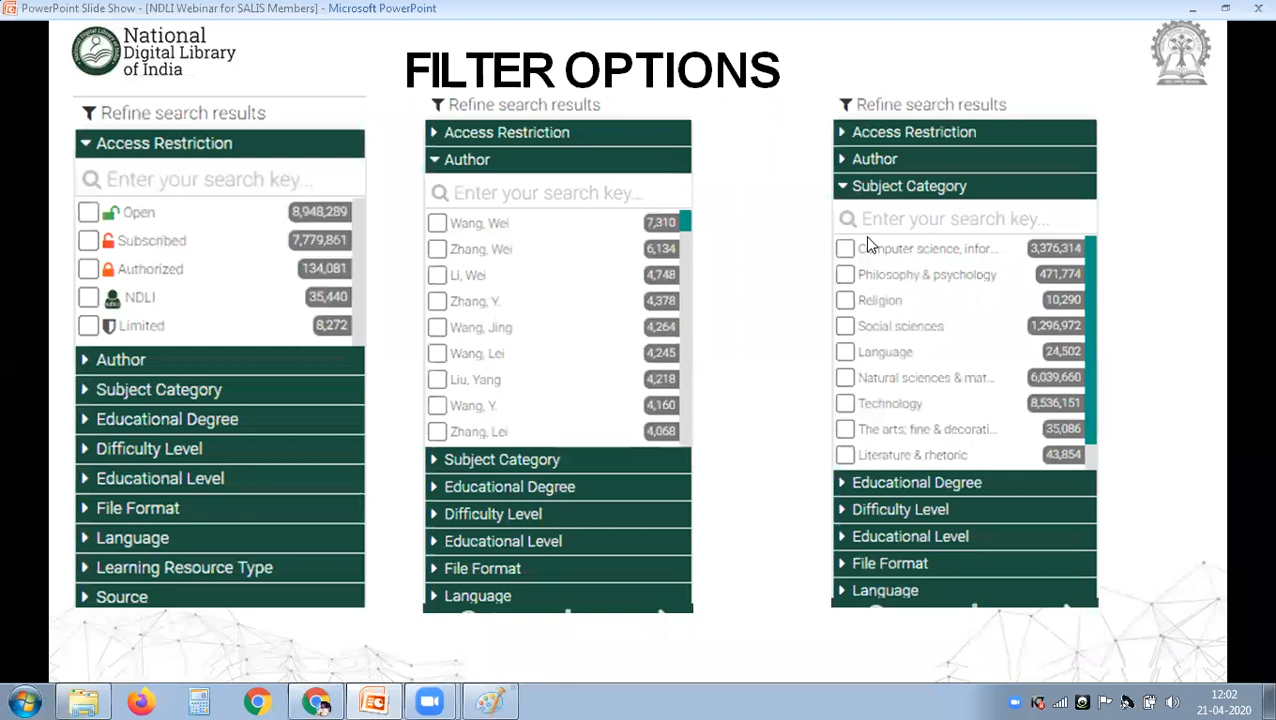 PowerPoint Slide Show - [NDLI Webinar for SALIS Members] - Microsoft PowerPoint
National
Digital Library
of India
FILTER OPTIONS
Refine search results
Access Restriction
Enter your search key...
Open 8,948,289
Subscribed 7,779,861
Authorized 134,081
NDLI 35,440
Limited 8,272
Author
Subject Category
Educational Degree
Difficulty Level
Educational Level
File Format
Language
Learning Resource Type
Source
Refine search results
Access Restriction
Author
Enter your search key...
Wang, Wei 7,310
Zhang, Wei 6,134
Li, Wei 4,748
Zhang, Y. 4,378
Wang, Jing 4,264
Wang, Lei 4,245
Liu, Yang 4,218
Wang, Y. 4,160
Zhang, Lei 4,068
Subject Category
Educational Degree
Difficulty Level
Educational Level
File Format
Language
Refine search results
Access Restriction
Author
Subject Category
Enter your search key...
Computer science, infor... 3,376,314
Philosophy & psychology 471,774
Religion 10,290
Social sciences 1,296,972
Language 24,502
Natural sciences & mat... 6,039,660
Technology 8,536,151
The arts; fine & decorati... 35,086
Literature & rhetoric 43,854
Educational Degree
Difficulty Level
Educational Level
File Format
Language
12:02
21-04-2020